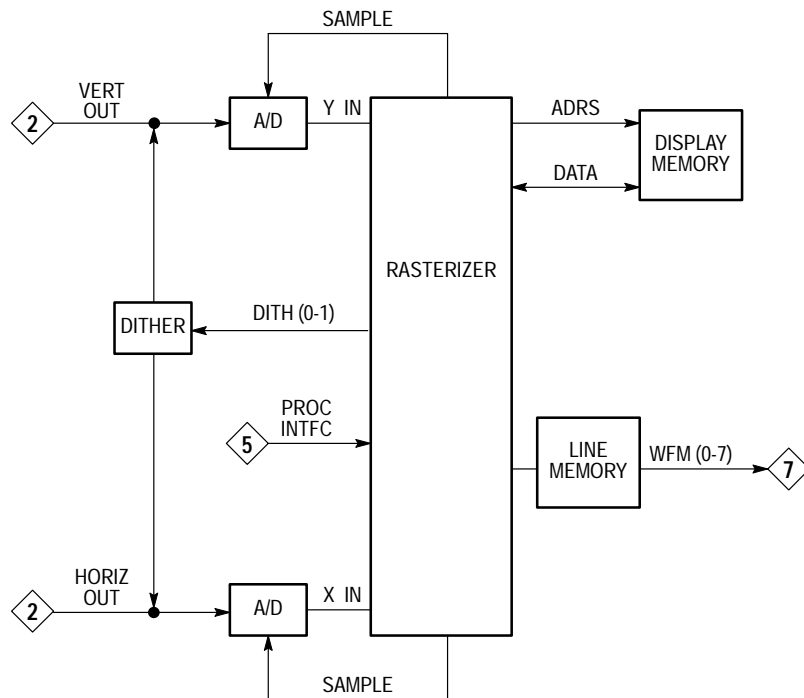 SAMPLE
VERT
OUT
2
A/D
Y IN
ADRS
DISPLAY
MEMORY
DATA
RASTERIZER
DITHER
DITH (0-1)
PROC
INTFC
5
LINE
MEMORY
WFM (0-7)
7
HORIZ
OUT
2
A/D
X IN
SAMPLE